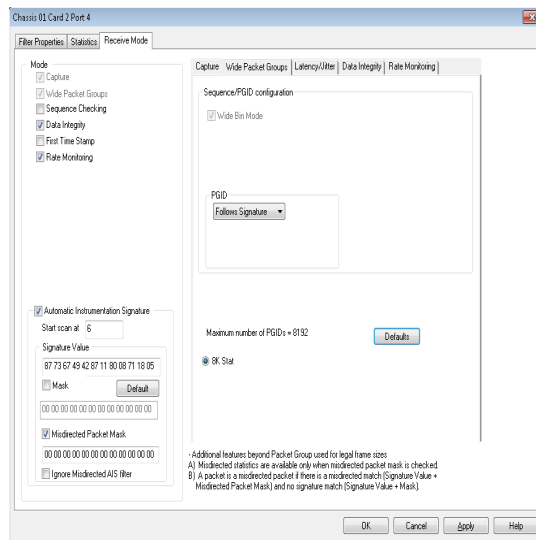 Chassis 01 Card 2 Port 4
Filter Properties Statistics Receive Mode
Mode
Capture
Wide Packet Groups
Sequence Checking
Data Integrity
First Time Stamp
Rate Monitoring
Automatic Instrumentation Signature
Start scan at 6
Signature Value
87 73 67 49 42 87 11 80 08 71 18 05
Mask Default
00 00 00 00 00 00 00 00 00 00 00 00
Misdirected Packet Mask
00 00 00 00 00 00 00 00 00 00 00 00
Ignore Misdirected AIS filter
Capture Wide Packet Groups Latency/Jitter Data Integrity Rate Monitoring
Sequence/PGID configuration
Wide Bin Mode
PGID
Follows Signature
Maximum number of PGIDs = 8192 Defaults
8K Stat
- Additional features beyond Packet Group used for legal frame sizes
A) Misdirected statistics are available only when misdirected packet mask is checked.
B) A packet is a misdirected packet if there is a misdirected match (Signature Value +
Misdirected Packet Mask) and no signature match (Signature Value + Mask).
OK Cancel Apply Help